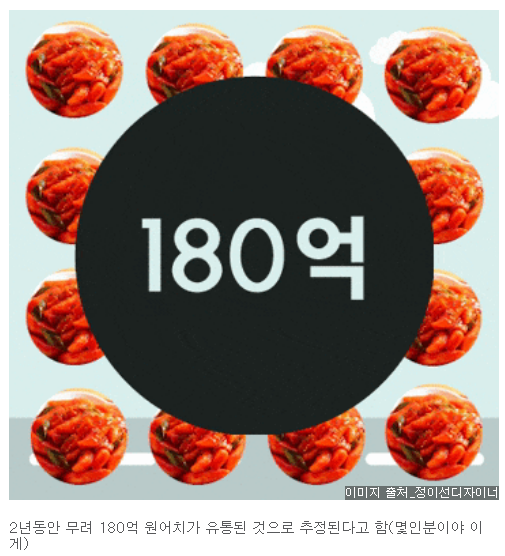 180억
이미지 출처_정이선디자이너
2년동안 무려 180억 원어치가 유통된 것으로 추정된다고 함(몇인분이야 이
게)